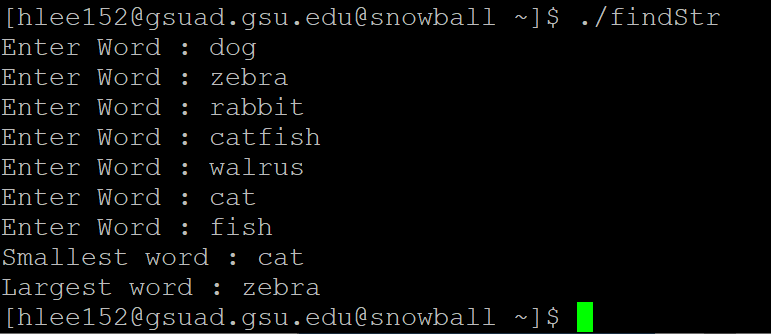 [hlee152@gsuad.gsu.edu@snowball ~]$ ./findStr
Enter Word : dog
Enter Word : zebra
Enter Word : rabbit
Enter Word : catfish
Enter Word : walrus
Enter Word : cat
Enter Word : fish
Smallest word : cat
Largest word : zebra
[hlee152@gsuad.gsu.edu@snowball ~]$